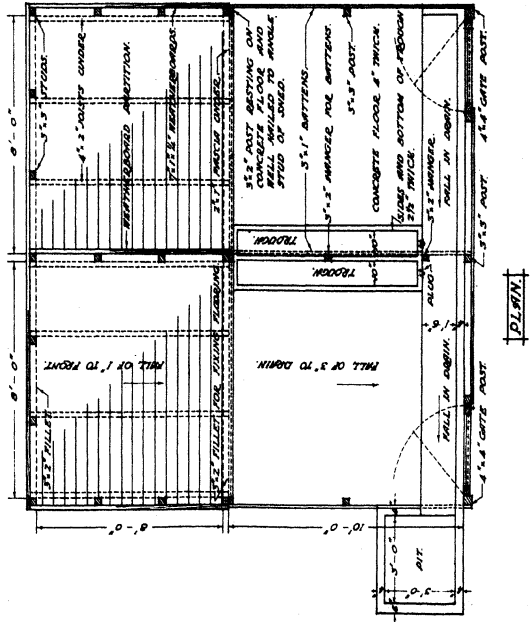 8'-0"
3"x3" STUDS.
4"x2" JOISTS UNDER
WEATHERBOARD PARTITION.
7"x1¼" WEATHERBOARDS.
2"x1" FASCIA UNDER.
3"x2" POST RESTING ON
CONCRETE FLOOR AND
WELL NAILED TO ANGLE
STUD OF SHED.
3"x1" BATTENS.
3"x2" HANGER FOR BATTENS.
3"x3" POST.
CONCRETE FLOOR 4" THICK.
SIDES AND BOTTOM OF TROUGH
2½" THICK.
3"x2" HANGER.
FALL IN DRAIN.
4"x4" GATE POST.
3"x3" POST.
TROUGH.
TROUGH.
PLUG
1'-6"
8'-0"
3"x2" FILLET
FALL OF 1" TO FRONT.
3"x2" FILLET FOR FIXING FLOORING
FALL OF 3" TO DRAIN.
FALL IN DRAIN.
4"x4" GATE POST.
8'-0"
10'-0"
3'-0"
3'-0"
PIT.
PLAN.